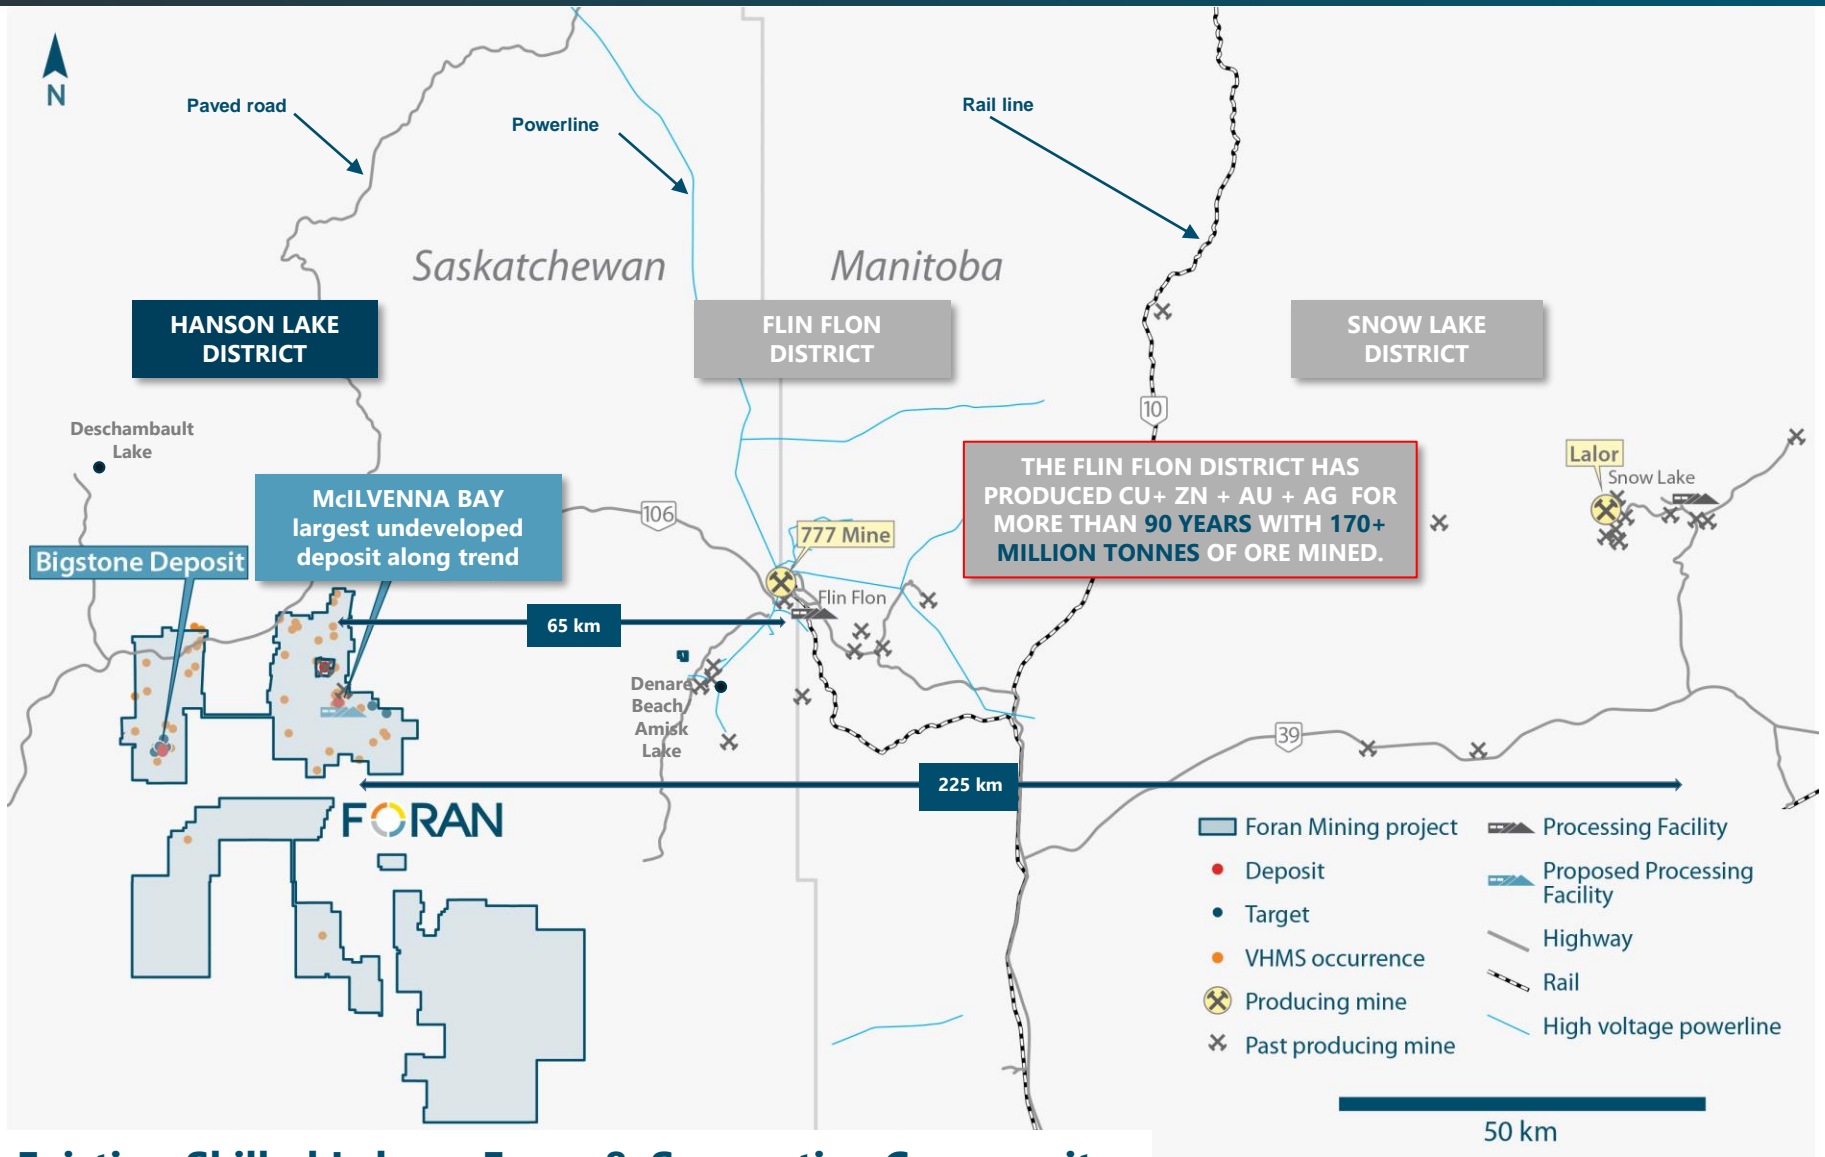 N
Paved road
Powerline
Rail line
Saskatchewan
Manitoba
HANSON LAKE
DISTRICT
FLIN FLON
DISTRICT
SNOW LAKE
DISTRICT
10
Deschambault
Lake
McILVENNA BAY
largest undeveloped
deposit along trend
Bigstone Deposit
106
777 Mine
Flin Flon
THE FLIN FLON DISTRICT HAS
PRODUCED CU+ ZN + AU + AG FOR
MORE THAN 90 YEARS WITH 170+
MILLION TONNES OF ORE MINED.
Lalor
Snow Lake
65 km
Denare
Beach
Amisk
Lake
39
225 km
FORAN
Foran Mining project
Deposit
Target
VHMS occurrence
Producing mine
Past producing mine
Processing Facility
Proposed Processing
Facility
Highway
Rail
High voltage powerline
50 km